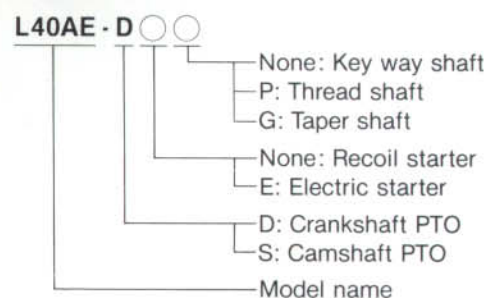 L40AE - D○○
None: Key way shaft
P: Thread shaft
G: Taper shaft
None: Recoil starter
E: Electric starter
D: Crankshaft PTO
S: Camshaft PTO
Model name